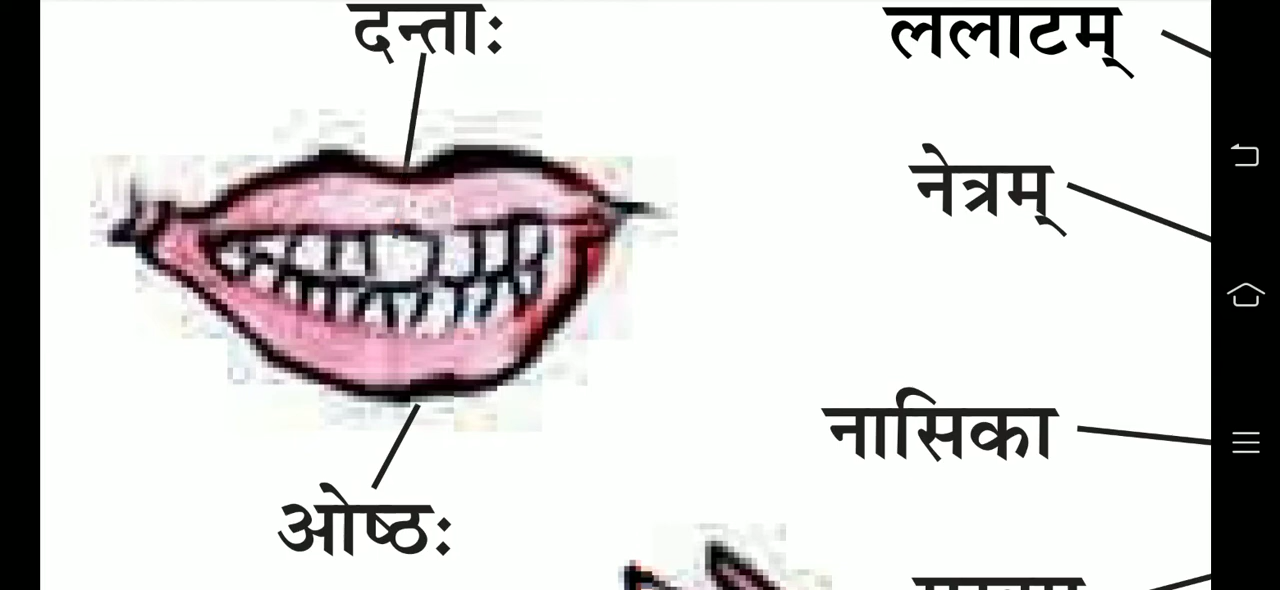 दन्ताः
ललाटम्
नेत्रम्
नासिका
ओष्ठः